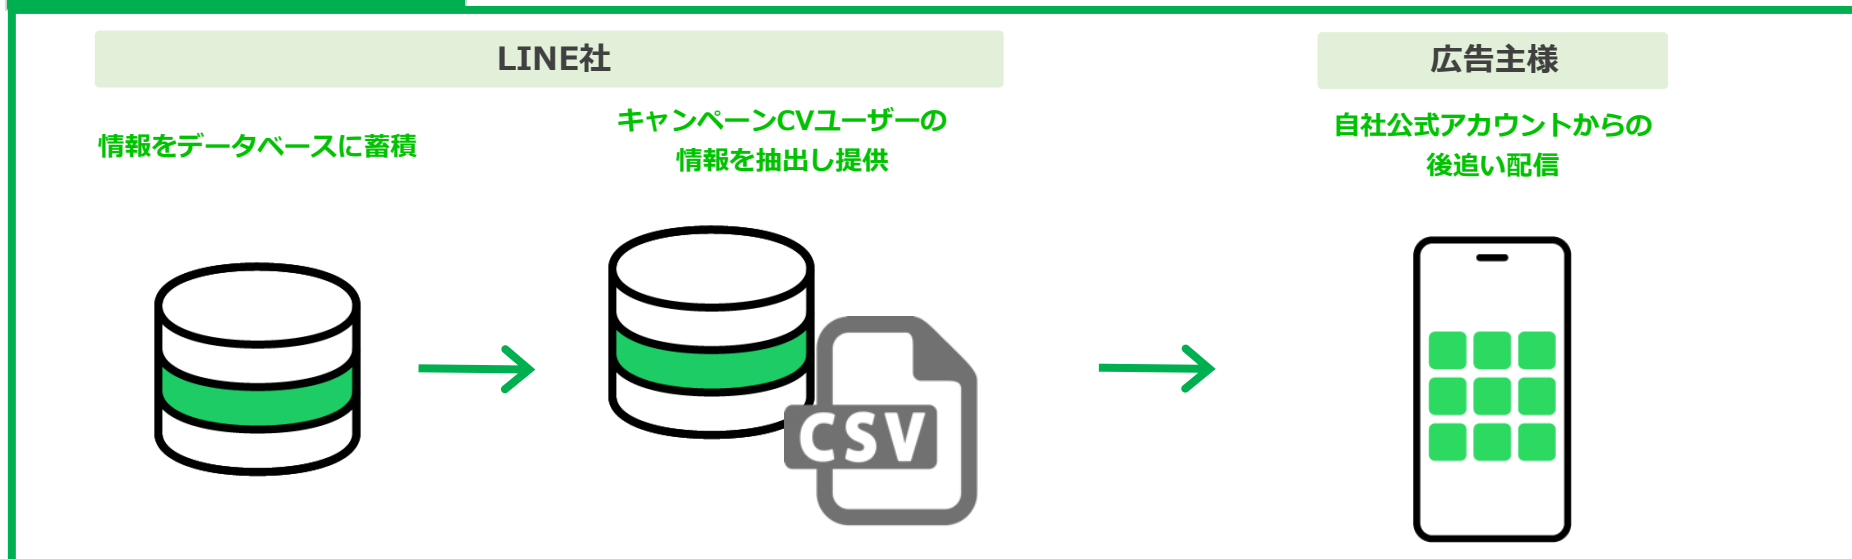 LINE社
広告主様
情報をデータベースに蓄積
キャンペーンCVユーザーの
情報を抽出し提供
自社公式アカウントからの
後追い配信
CSV